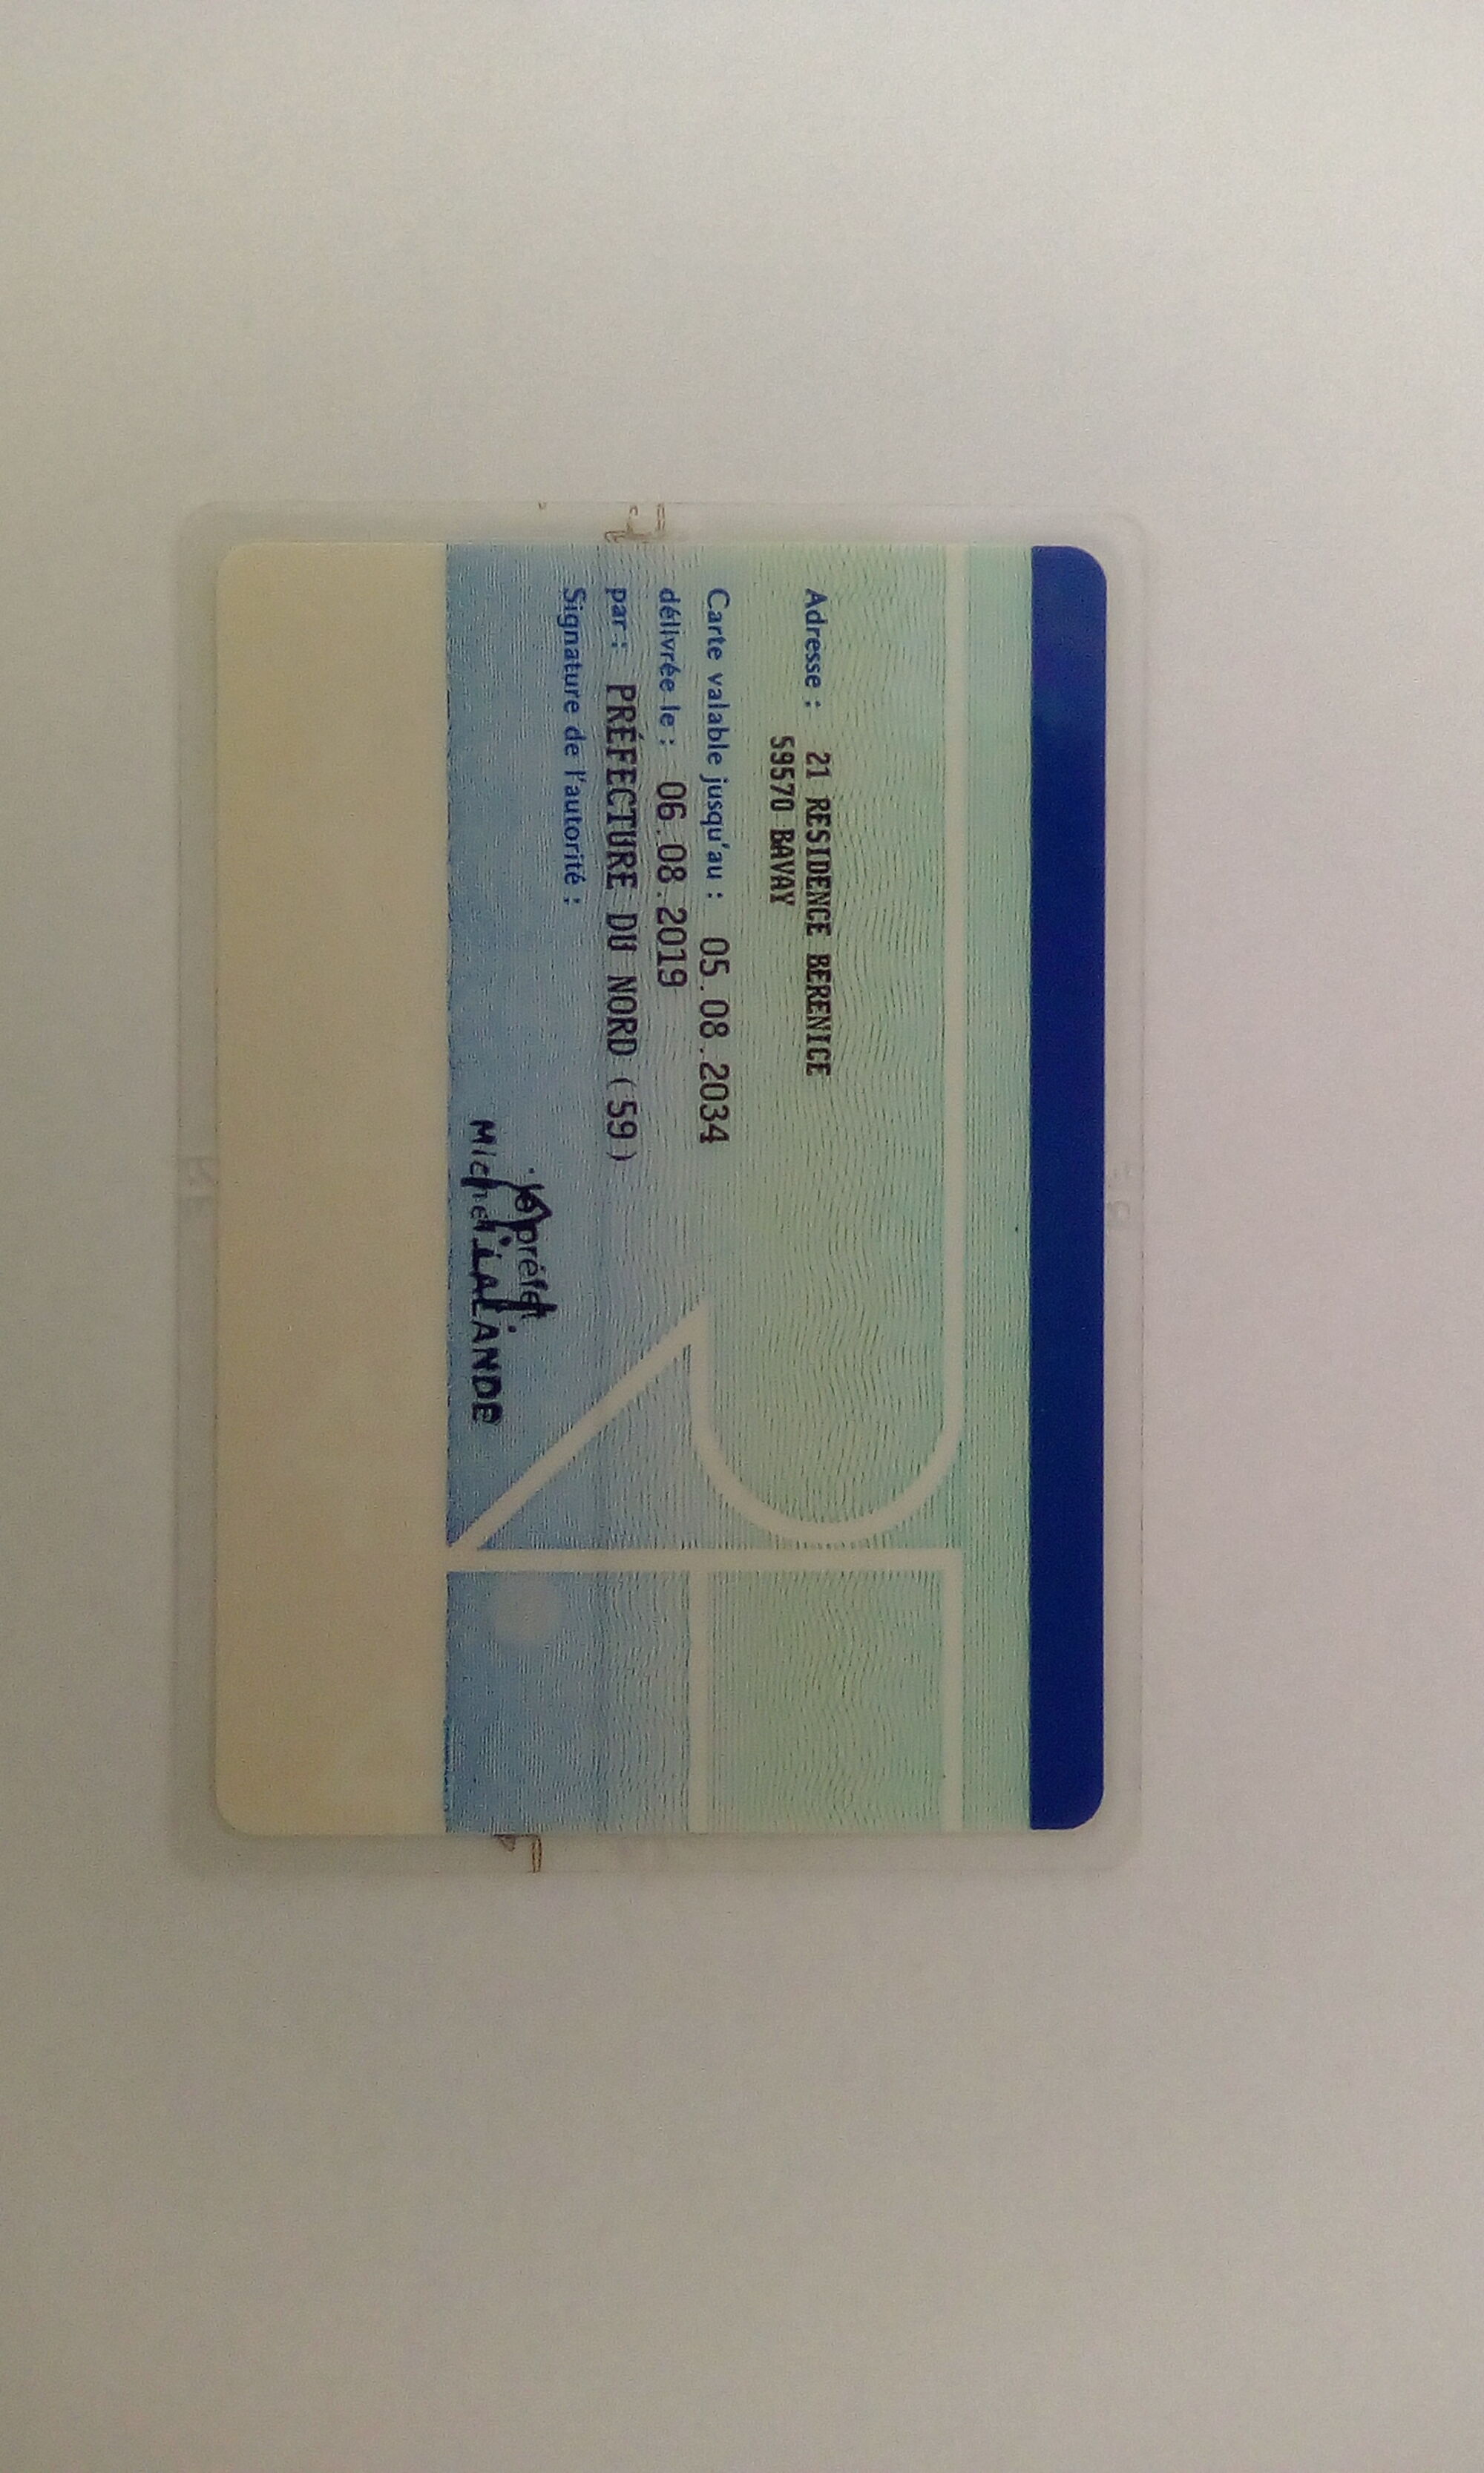 Adresse : 21 RESIDENCE BERENICE
59570 BAVAY
Carte valable jusqu'au : 05.08.2034
délivrée le : 06.08.2019
par : PRÉFECTURE DU NORD (59)
Signature de l'autorité :
préfet
Michel LALANDE